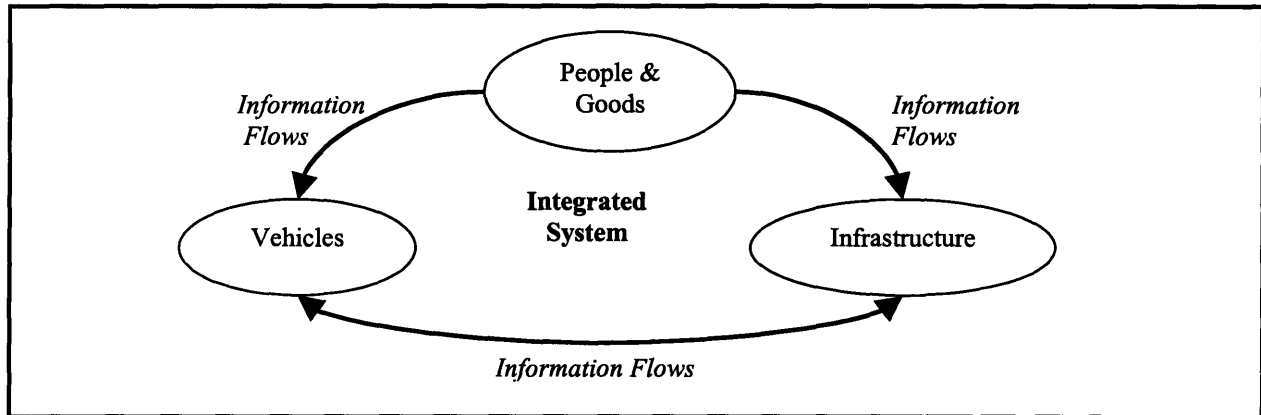 People &
Goods
Information
Flows
Information
Flows
Integrated
System
Vehicles
Infrastructure
Information Flows